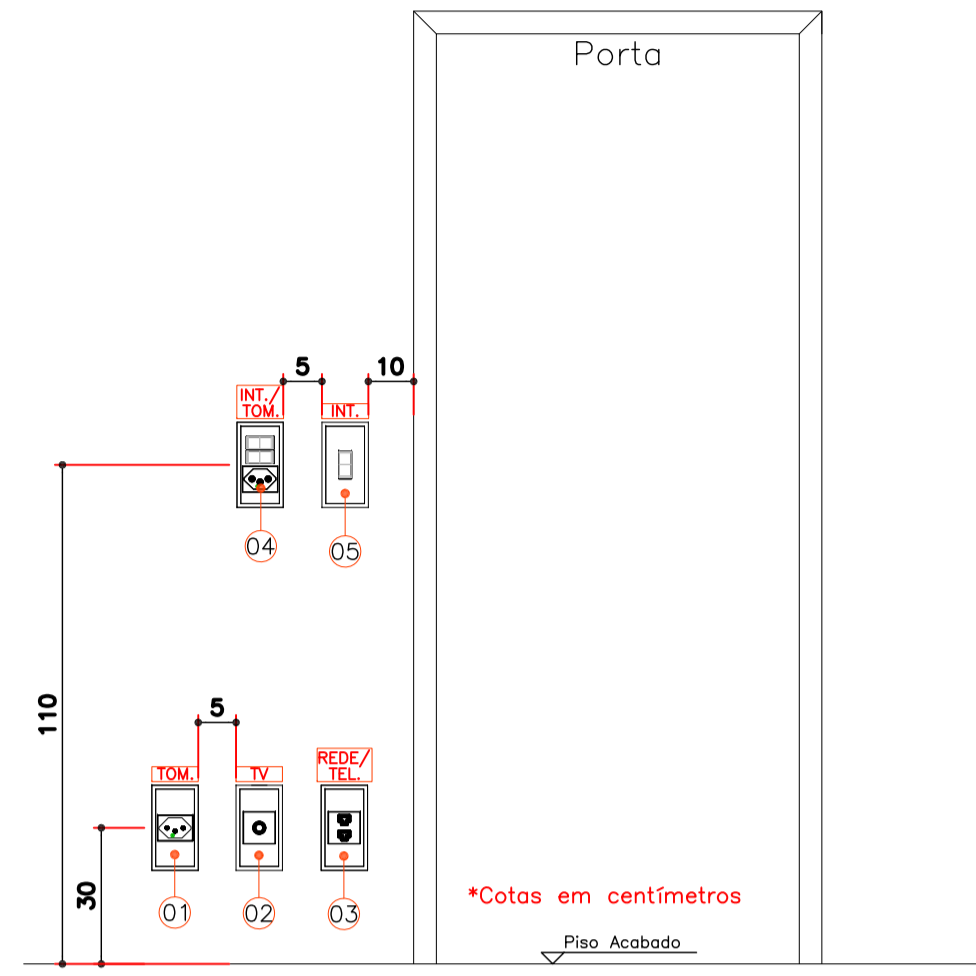 Porta
5
10
INT./
TOM.
INT.
04
05
110
5
TOM.
TV
REDE/
TEL.
30
01
02
03
*Cotas em centímetros
Piso Acabado